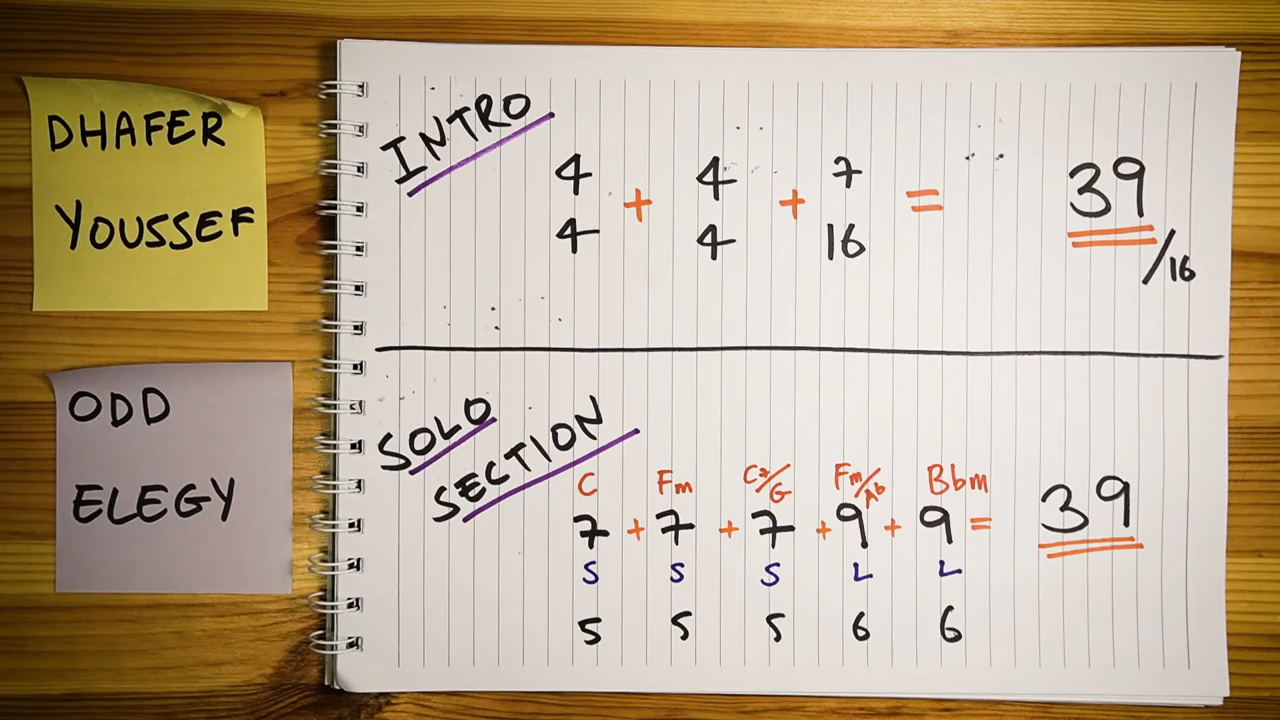 DHAFER
YOUSSEF
ODD
ELEGY
INTRO
4 4 7
+ + = 39
4 4 16 /16
SOLO
SECTION
C Fm C7/G Fm/Ab Bbm
7 + 7 + 7 + 9 + 9 = 39
S S S L L
5 5 5 6 6